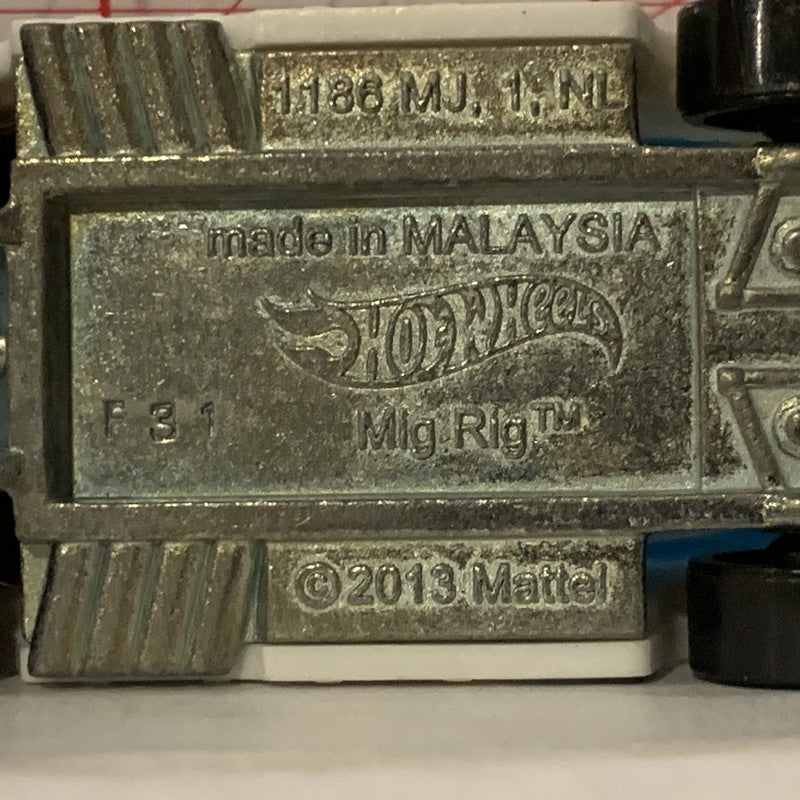 1186 MJ, 1, NL
made in MALAYSIA
HOT WHEELS
F 3 1
Mig Rig™
©2013 Mattel